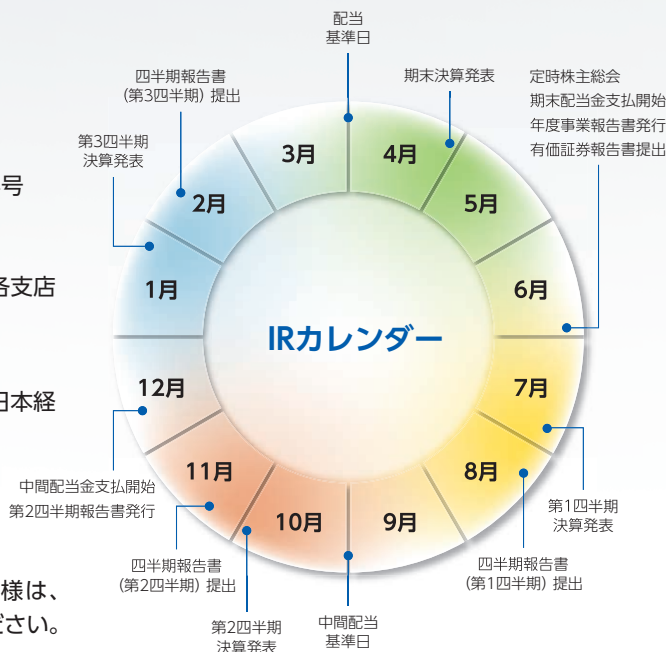 配当
基準日
期末決算発表
定時株主総会
期末配当金支払開始
年度事業報告書発行
有価証券報告書提出
四半期報告書
（第3四半期）提出
第3四半期
決算発表
3月
4月
2月
5月
1月
6月
IRカレンダー
12月
7月
11月
8月
10月
9月
中間配当金支払開始
第2四半期報告書発行
第1四半期
決算発表
四半期報告書
（第2四半期）提出
四半期報告書
（第1四半期）提出
第2四半期
決算発表
中間配当
基準日
号
各支店
日本経
様は、
ださい。